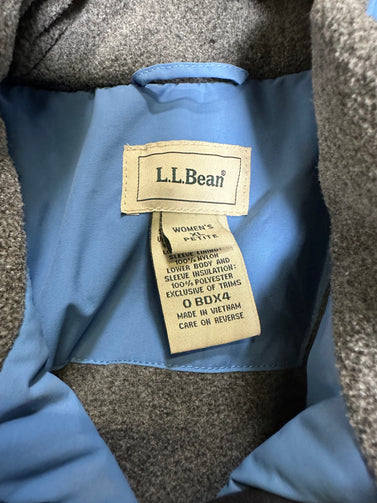 L.L.Bean®
WOMEN'S
XL
PETITE
SLEEVE LINING:
100% NYLON
LOWER BODY AND
SLEEVE INSULATION:
100% POLYESTER
EXCLUSIVE OF TRIMS
0 BDX4
MADE IN VIETNAM
CARE ON REVERSE